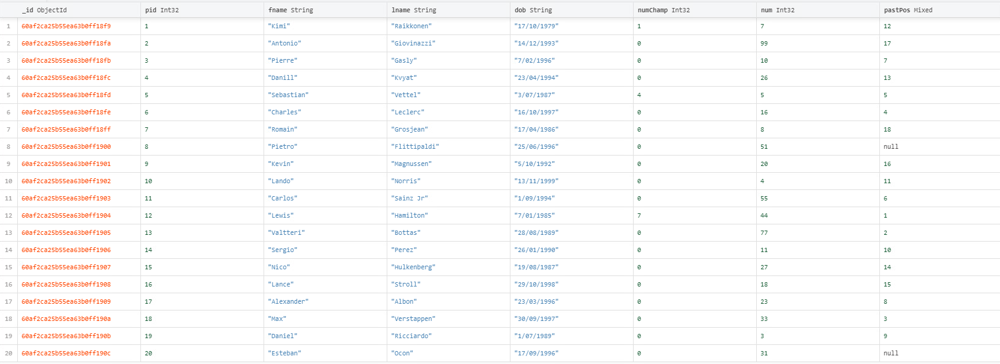 _id ObjectId pid Int32 fname String lname String dob String numChamp Int32 num Int32 pastPos Mixed
1 60af2ca25b55ea63b0ff18f9 1 "Kimi" "Raikkonen" "17/10/1979" 1 7 12
2 60af2ca25b55ea63b0ff18fa 2 "Antonio" "Giovinazzi" "14/12/1993" 0 99 17
3 60af2ca25b55ea63b0ff18fb 3 "Pierre" "Gasly" "7/02/1996" 0 10 7
4 60af2ca25b55ea63b0ff18fc 4 "Danill" "Kvyat" "23/04/1994" 0 26 13
5 60af2ca25b55ea63b0ff18fd 5 "Sebastian" "Vettel" "3/07/1987" 4 5 5
6 60af2ca25b55ea63b0ff18fe 6 "Charles" "Leclerc" "16/10/1997" 0 16 4
7 60af2ca25b55ea63b0ff18ff 7 "Romain" "Grosjean" "17/04/1986" 0 8 18
8 60af2ca25b55ea63b0ff1900 8 "Pietro" "Flittipaldi" "25/06/1996" 0 51 null
9 60af2ca25b55ea63b0ff1901 9 "Kevin" "Magnussen" "5/10/1992" 0 20 16
10 60af2ca25b55ea63b0ff1902 10 "Lando" "Norris" "13/11/1999" 0 4 11
11 60af2ca25b55ea63b0ff1903 11 "Carlos" "Sainz Jr" "1/09/1994" 0 55 6
12 60af2ca25b55ea63b0ff1904 12 "Lewis" "Hamilton" "7/01/1985" 7 44 1
13 60af2ca25b55ea63b0ff1905 13 "Valtteri" "Bottas" "28/08/1989" 0 77 2
14 60af2ca25b55ea63b0ff1906 14 "Sergio" "Perez" "26/01/1990" 0 11 10
15 60af2ca25b55ea63b0ff1907 15 "Nico" "Hulkenberg" "19/08/1987" 0 27 14
16 60af2ca25b55ea63b0ff1908 16 "Lance" "Stroll" "29/10/1998" 0 18 15
17 60af2ca25b55ea63b0ff1909 17 "Alexander" "Albon" "23/03/1996" 0 23 8
18 60af2ca25b55ea63b0ff190a 18 "Max" "Verstappen" "30/09/1997" 0 33 3
19 60af2ca25b55ea63b0ff190b 19 "Daniel" "Ricciardo" "1/07/1989" 0 3 9
20 60af2ca25b55ea63b0ff190c 20 "Esteban" "Ocon" "17/09/1996" 0 31 null